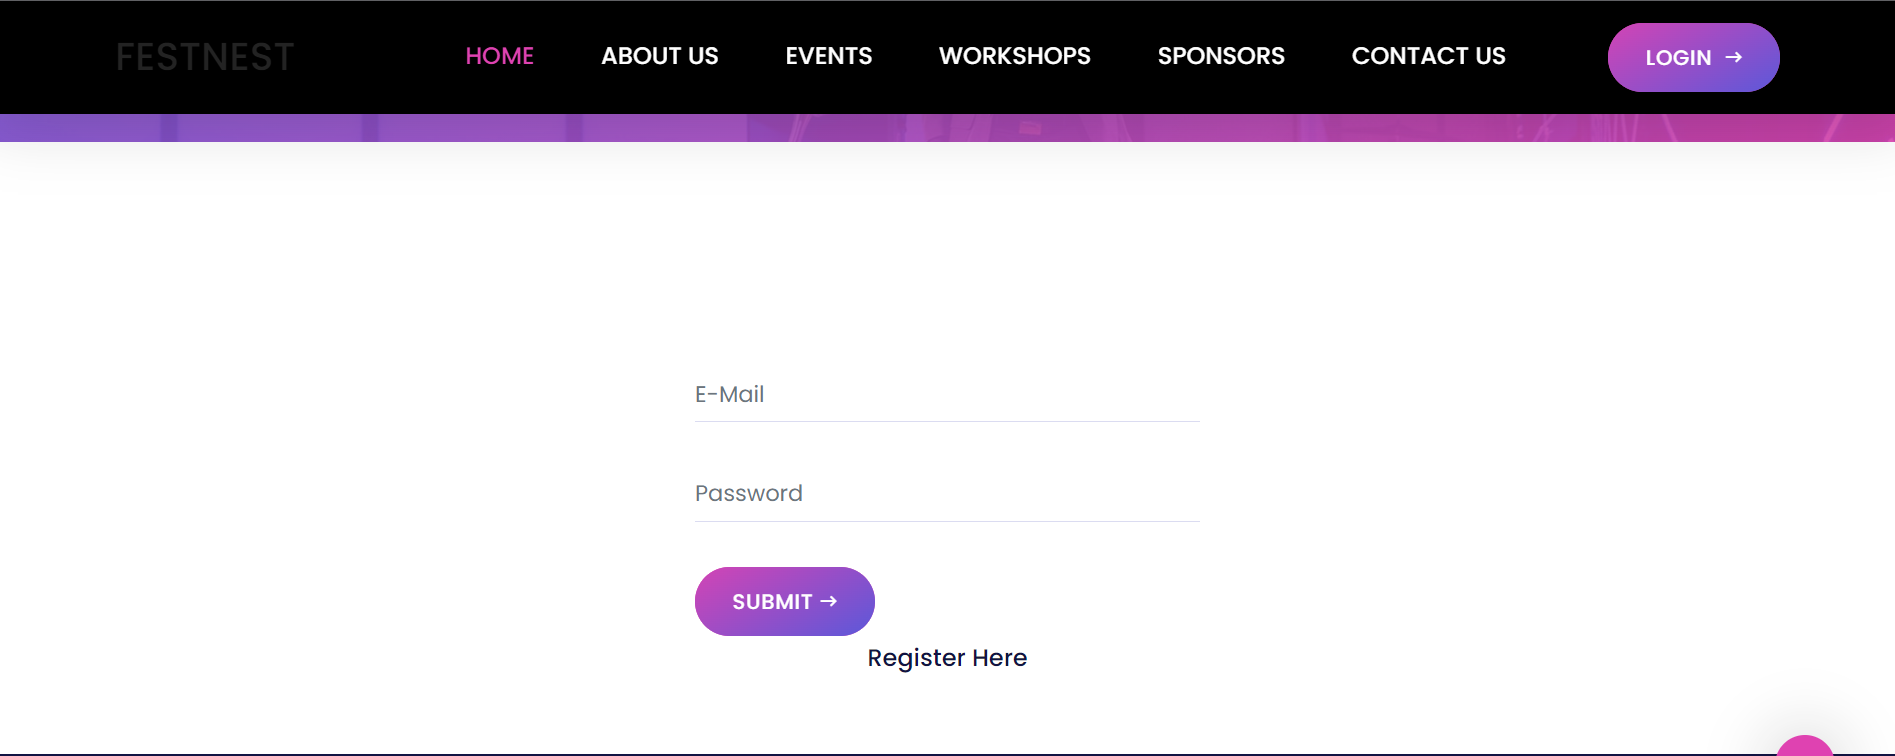 FESTNEST
HOME ABOUT US EVENTS WORKSHOPS SPONSORS CONTACT US LOGIN →
E-Mail
Password
SUBMIT →
Register Here